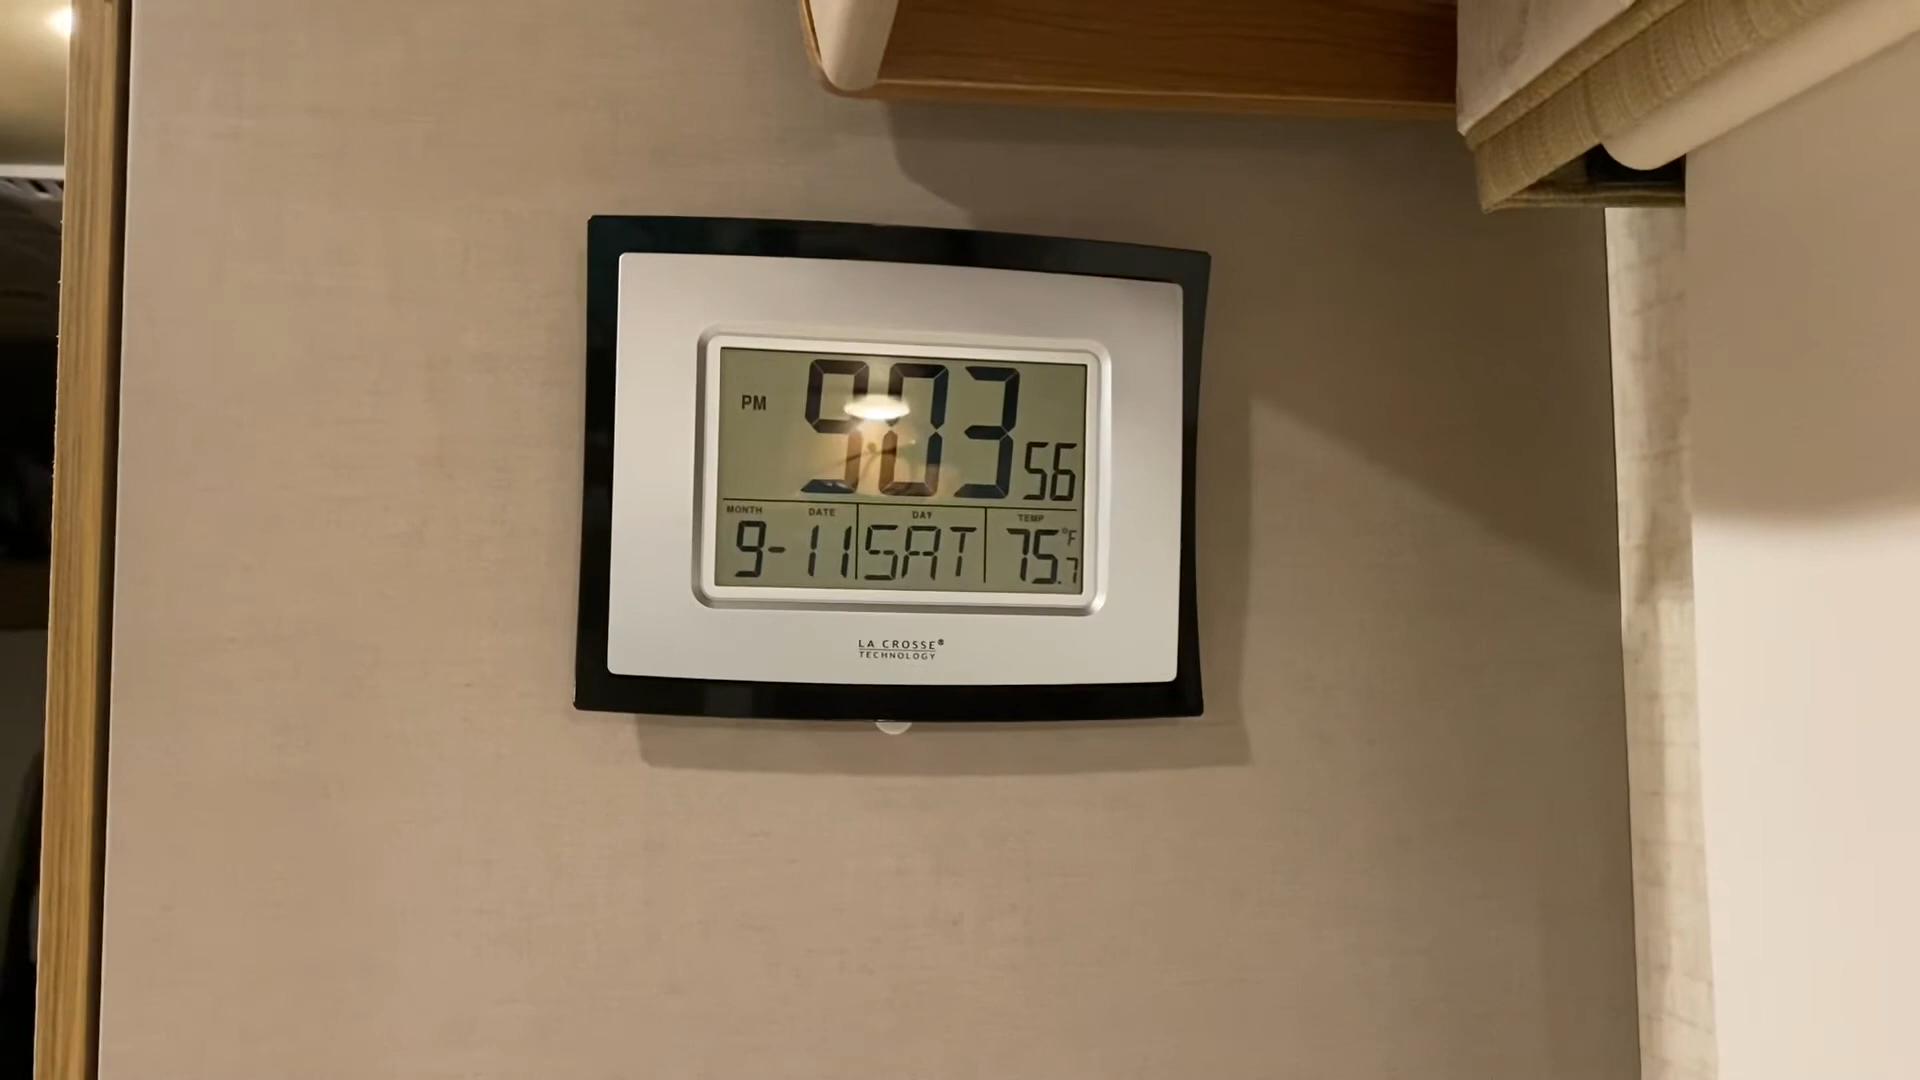 PM 9:03 56
MONTH DATE DAY TEMP
9-11 SAT 75.7 °F
LA CROSSE®
TECHNOLOGY